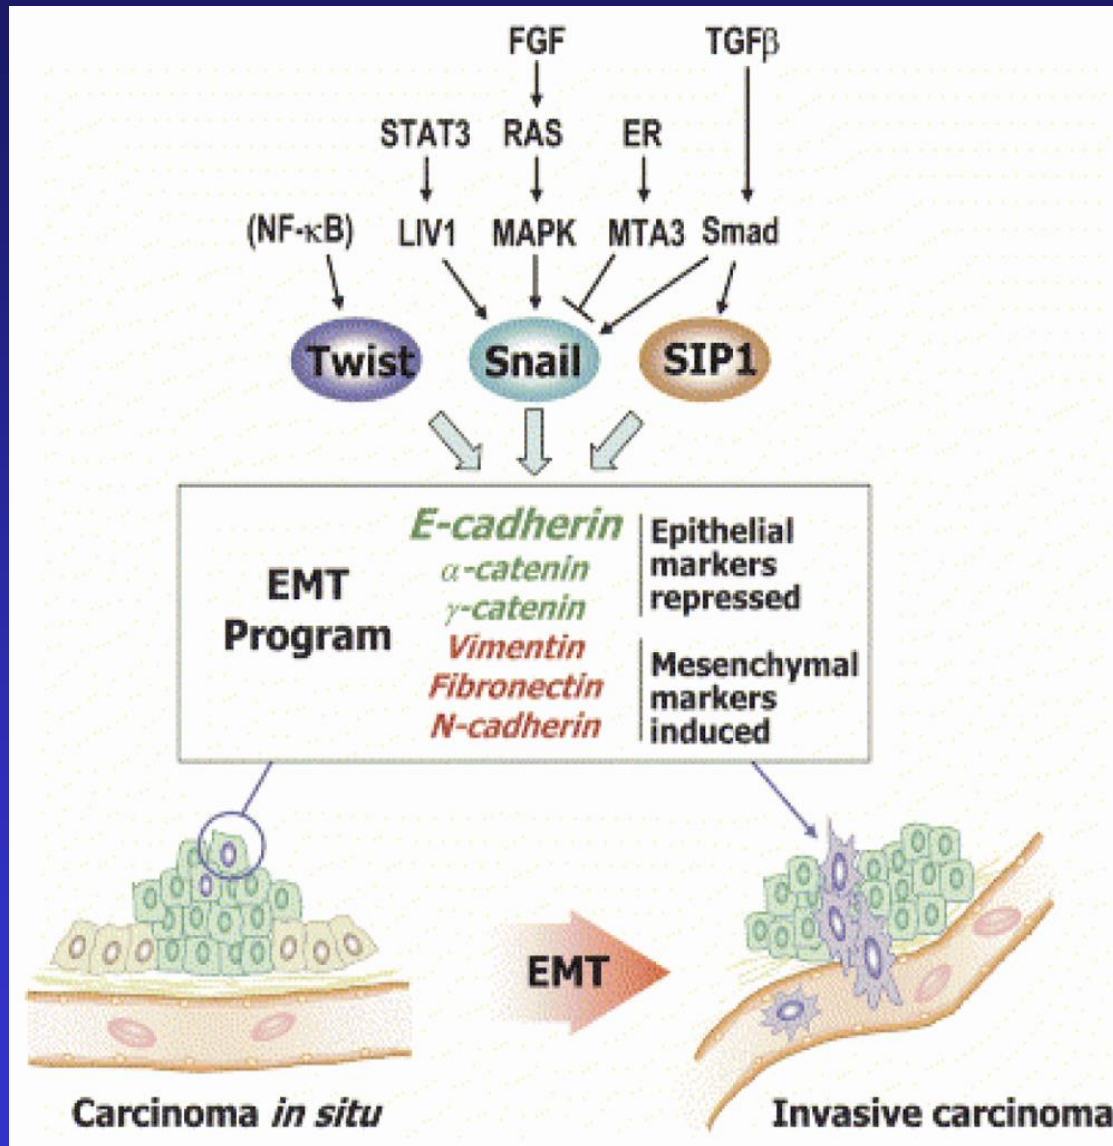 FGF TGFβ
STAT3 RAS ER
(NF-κB) LIV1 MAPK MTA3 Smad
Twist Snail SIP1
EMT
Program
E-cadherin
α-catenin
γ-catenin
Vimentin
Fibronectin
N-cadherin
Epithelial
markers
repressed
Mesenchymal
markers
induced
EMT
Carcinoma in situ
Invasive carcinoma